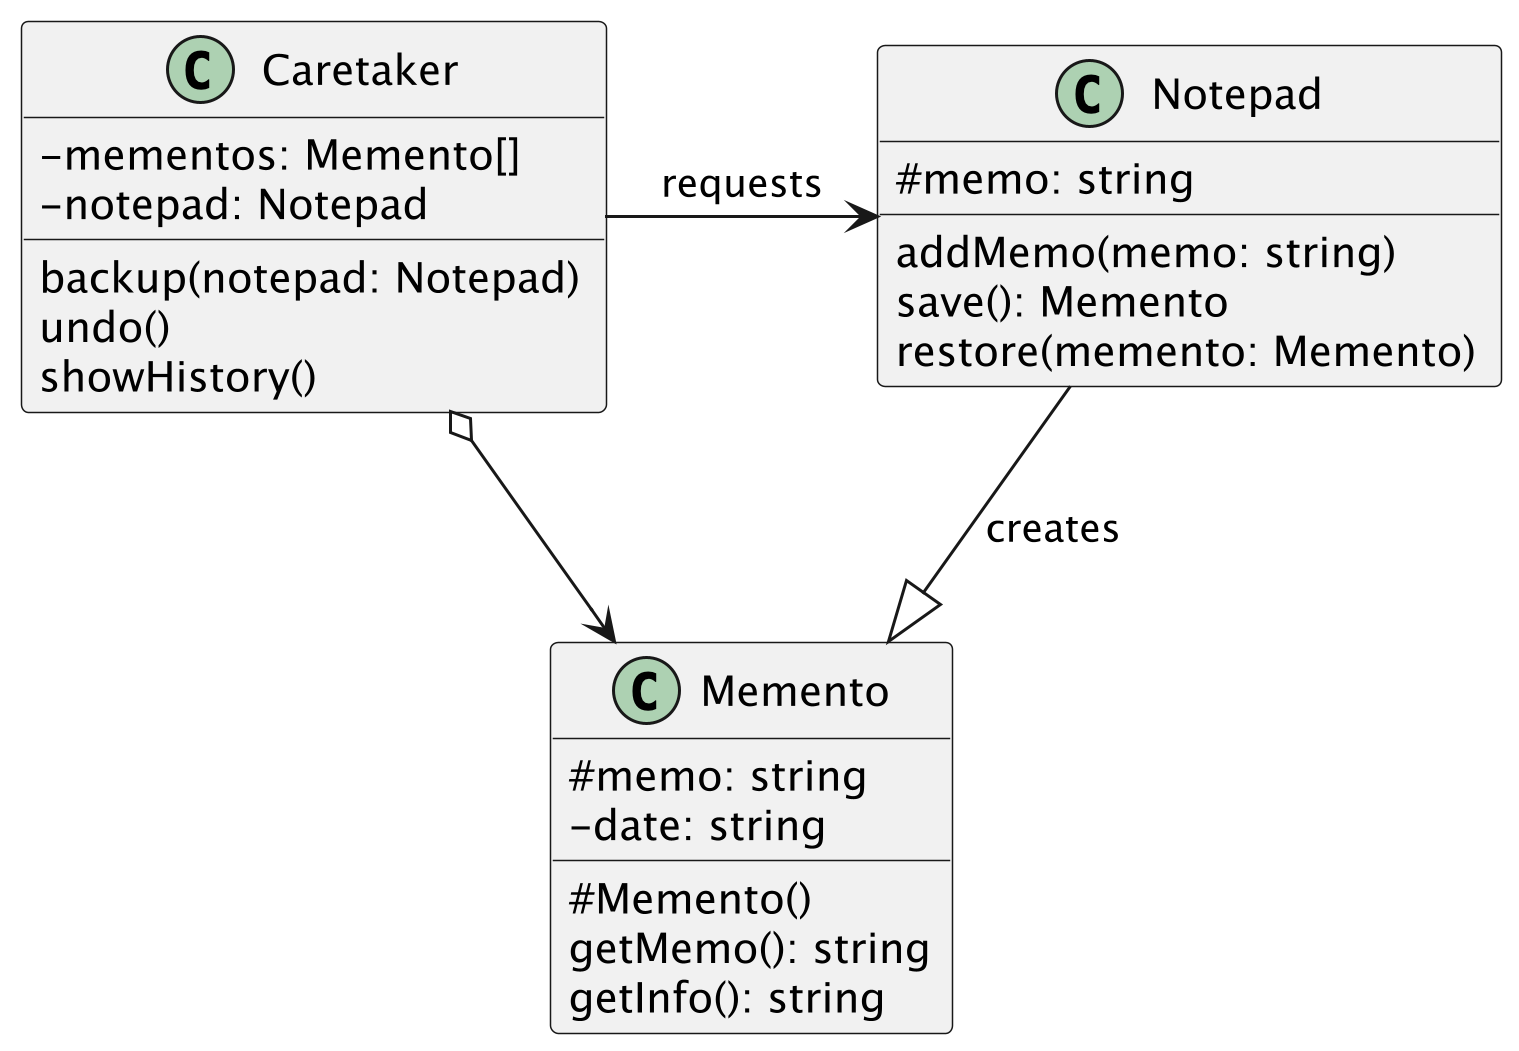 C Caretaker
-mementos: Memento[]
-notepad: Notepad
backup(notepad: Notepad)
undo()
showHistory()
requests
C Notepad
#memo: string
addMemo(memo: string)
save(): Memento
restore(memento: Memento)
creates
C Memento
#memo: string
-date: string
#Memento()
getMemo(): string
getInfo(): string